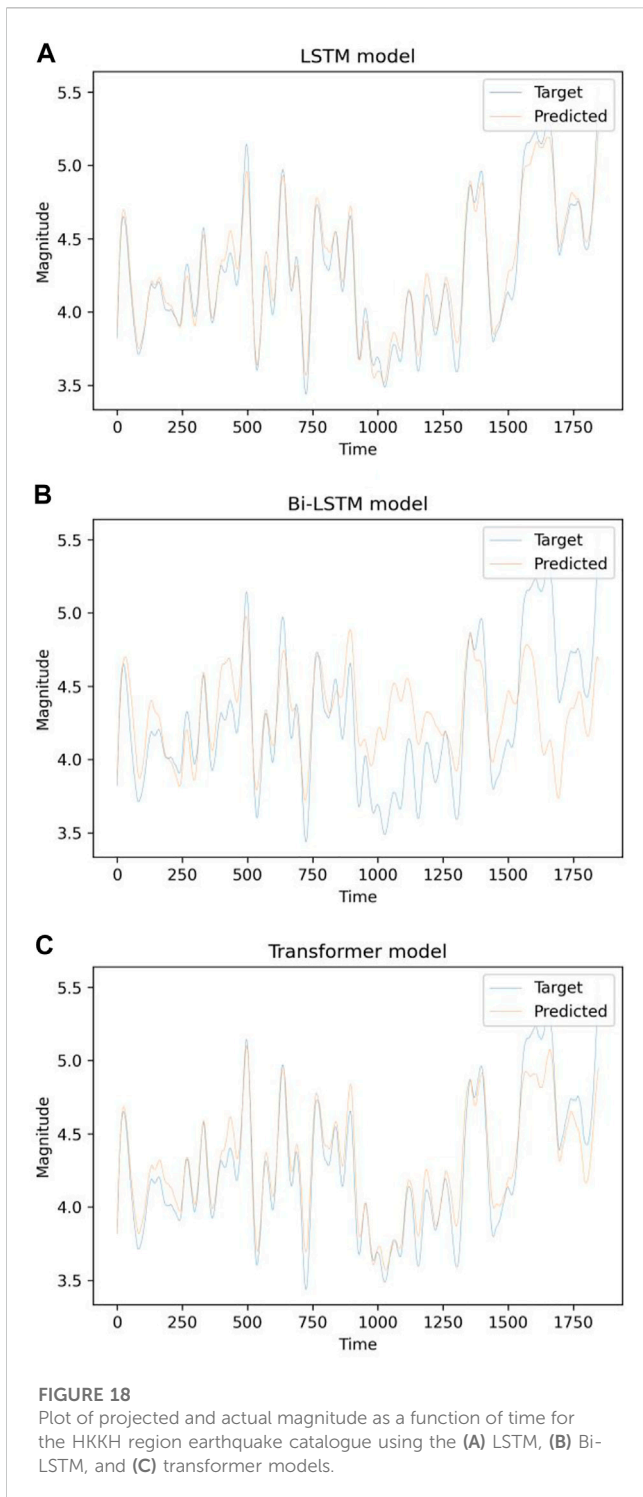 A
LSTM model
5.5
5.0
4.5
4.0
3.5
Magnitude
Target
Predicted
0 250 500 750 1000 1250 1500 1750
Time
B
Bi-LSTM model
5.5
5.0
4.5
4.0
3.5
Magnitude
Target
Predicted
0 250 500 750 1000 1250 1500 1750
Time
C
Transformer model
5.5
5.0
4.5
4.0
3.5
Magnitude
Target
Predicted
0 250 500 750 1000 1250 1500 1750
Time
FIGURE 18
Plot of projected and actual magnitude as a function of time for
the HKKH region earthquake catalogue using the (A) LSTM, (B) Bi-
LSTM, and (C) transformer models.